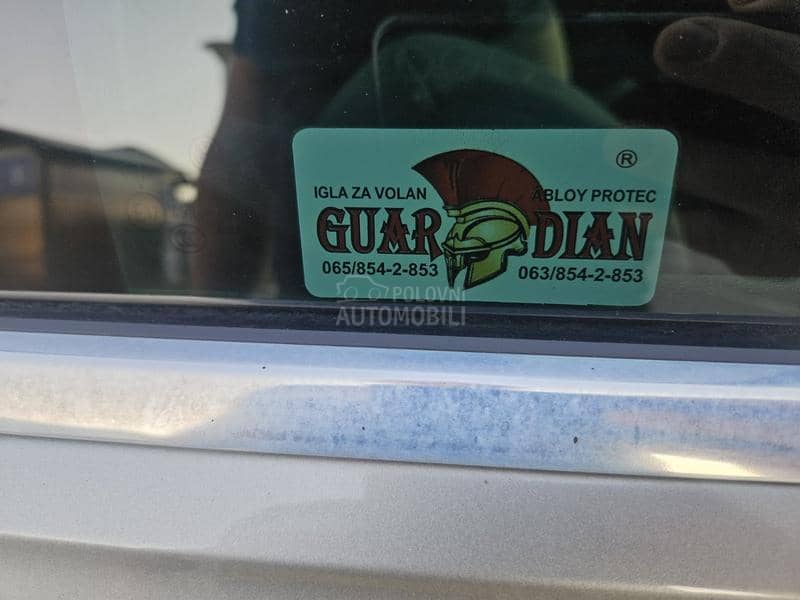 ®
IGLA ZA VOLAN ABLOY PROTEC
GUARDIAN
065/854-2-853 063/854-2-853
POLOVNI
AUTOMOBILI